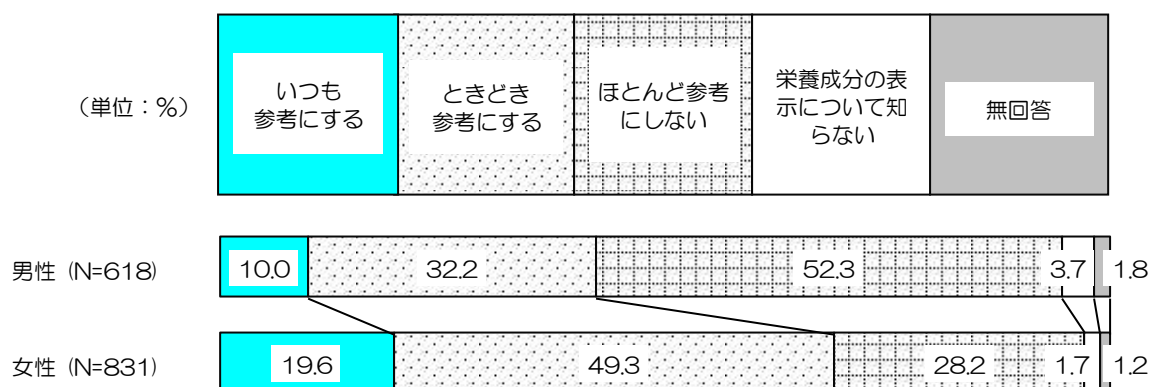 （単位：％）
いつも
参考にする
ときどき
参考にする
ほとんど参考
にしない
栄養成分の表
示について知
らない
無回答
男性 (N=618)
10.0
32.2
52.3
3.7
1.8
女性 (N=831)
19.6
49.3
28.2
1.7
1.2